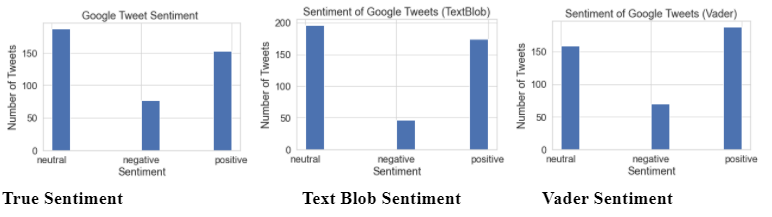 Google Tweet Sentiment
Number of Tweets
150
100
50
0
neutral
negative
positive
Sentiment
True Sentiment
Sentiment of Google Tweets (TextBlob)
Number of Tweets
200
150
100
50
0
neutral
negative
positive
Sentiment
Text Blob Sentiment
Sentiment of Google Tweets (Vader)
Number of Tweets
150
100
50
0
neutral
negative
positive
Sentiment
Vader Sentiment